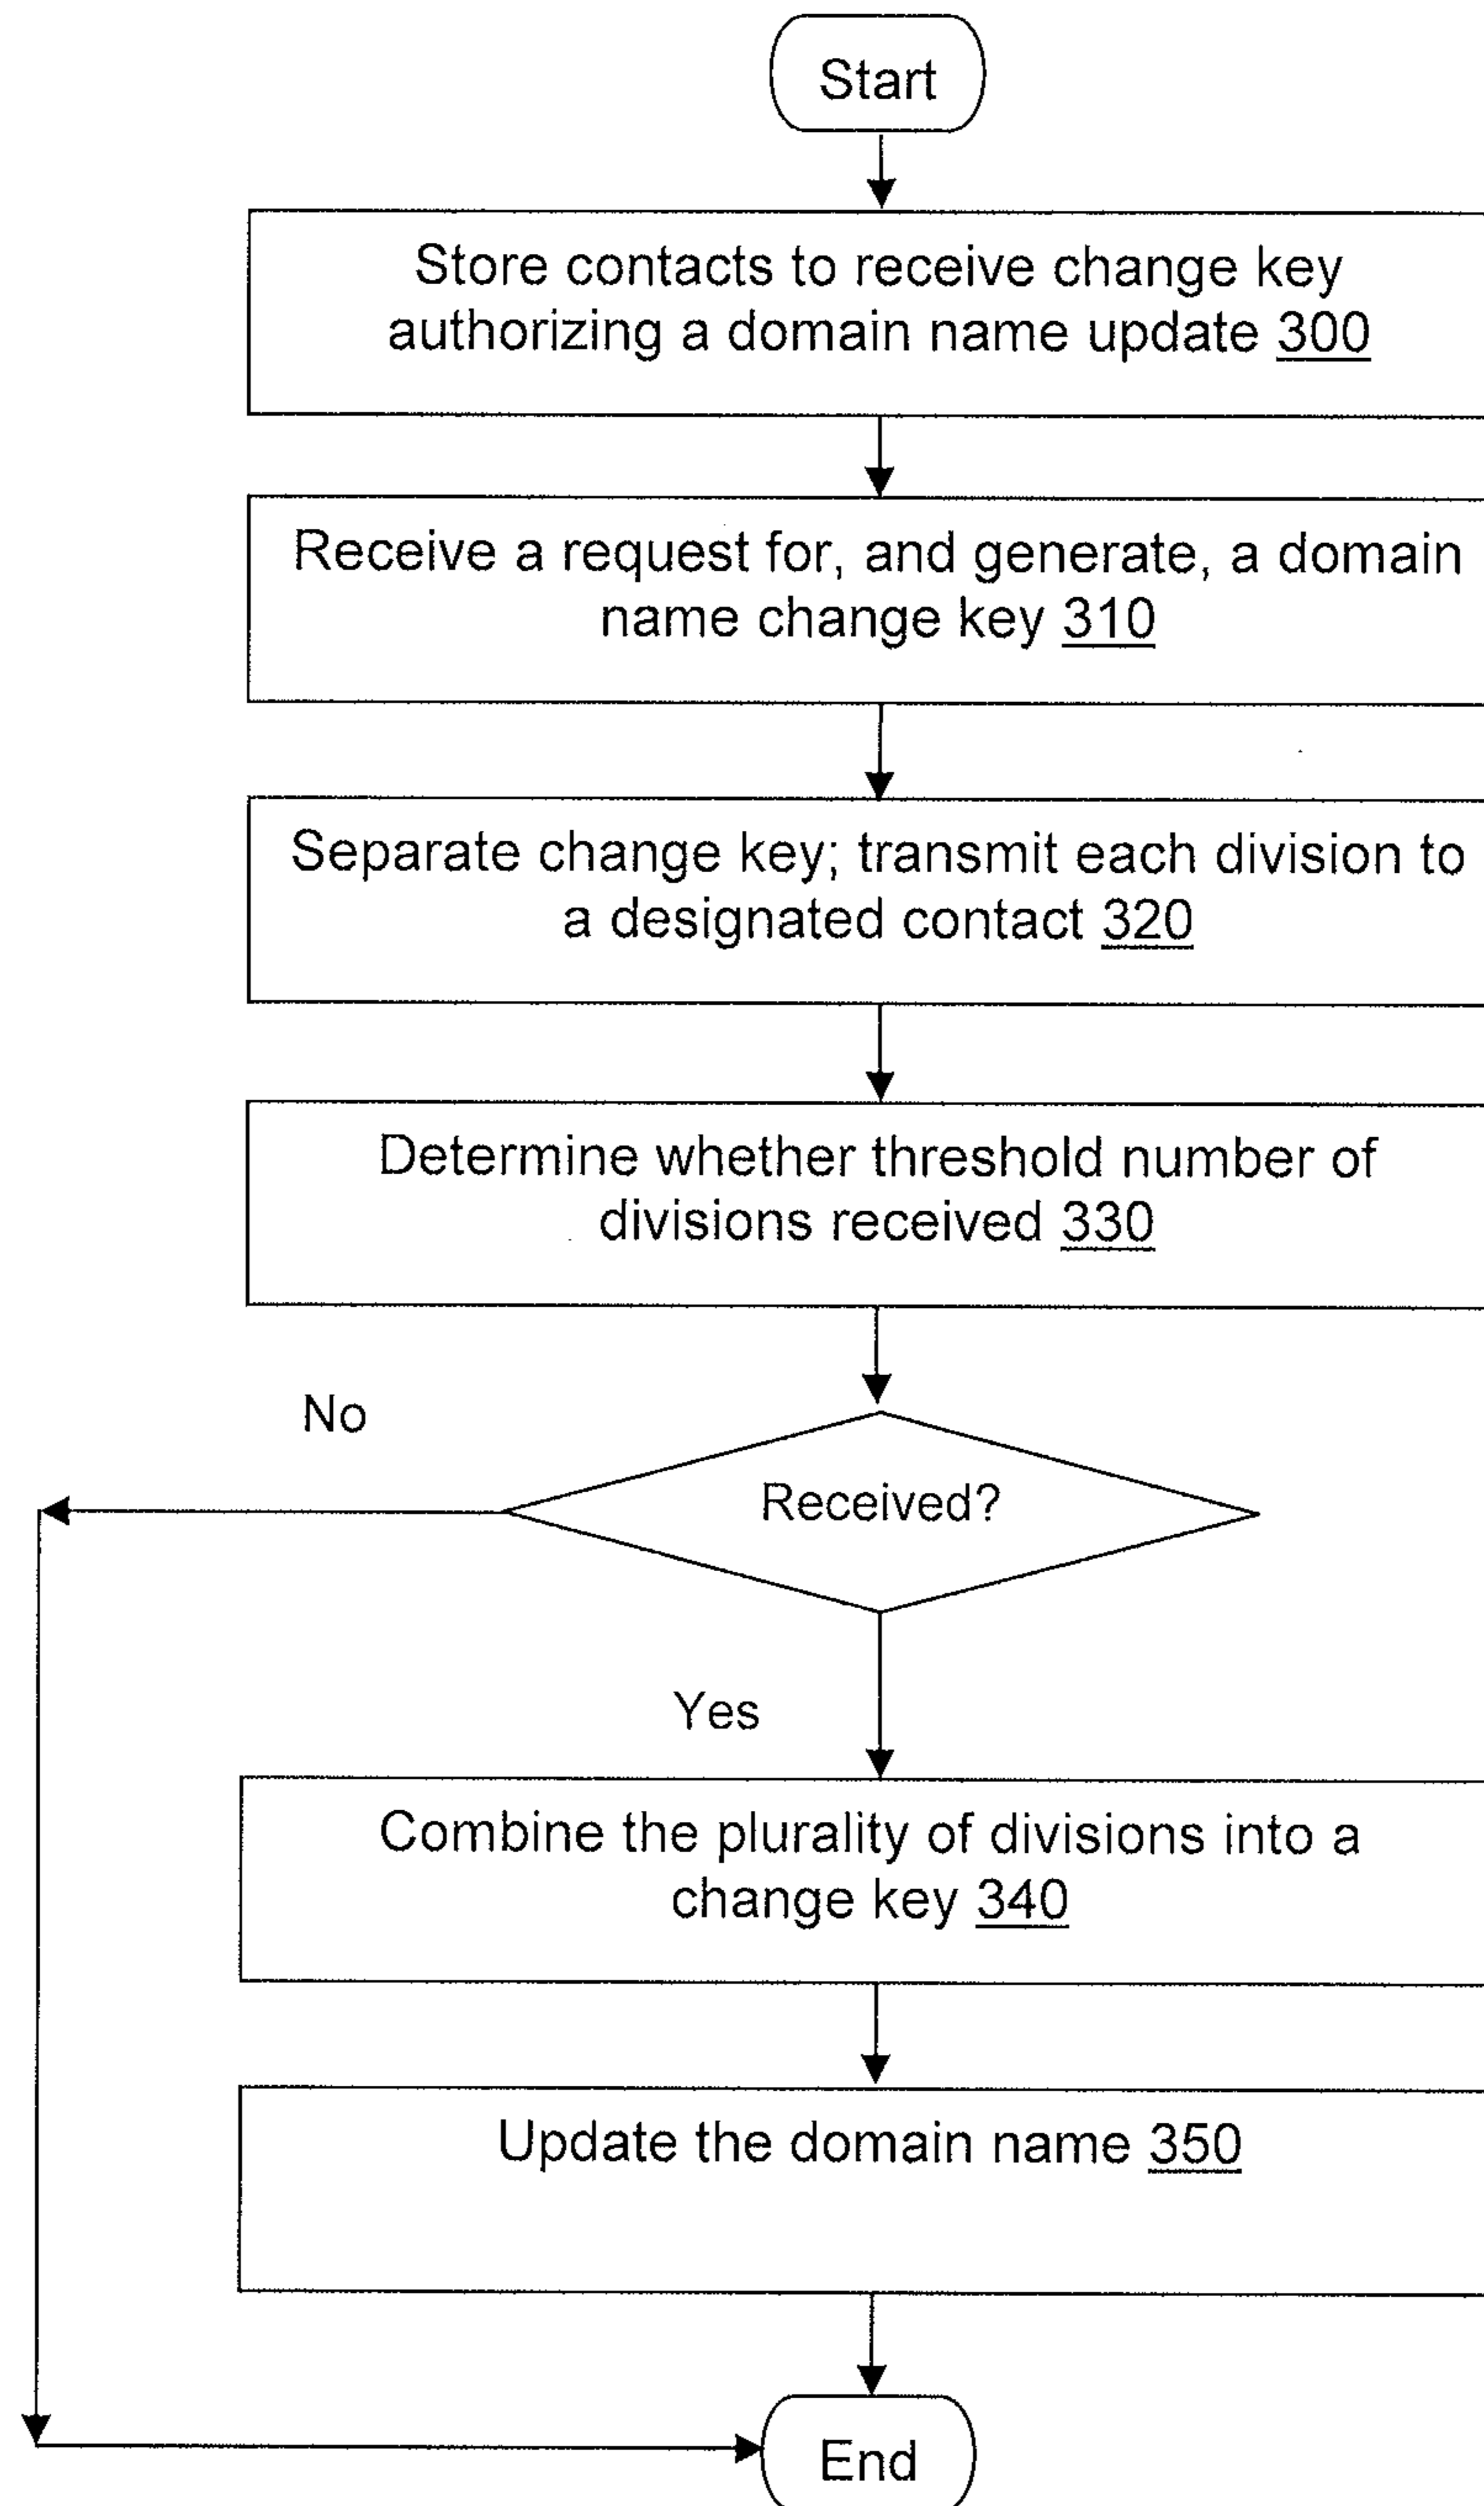 Start
Store contacts to receive change key
authorizing a domain name update 300
Receive a request for, and generate, a domain
name change key 310
Separate change key; transmit each division to
a designated contact 320
Determine whether threshold number of
divisions received 330
No
Received?
Yes
Combine the plurality of divisions into a
change key 340
Update the domain name 350
End